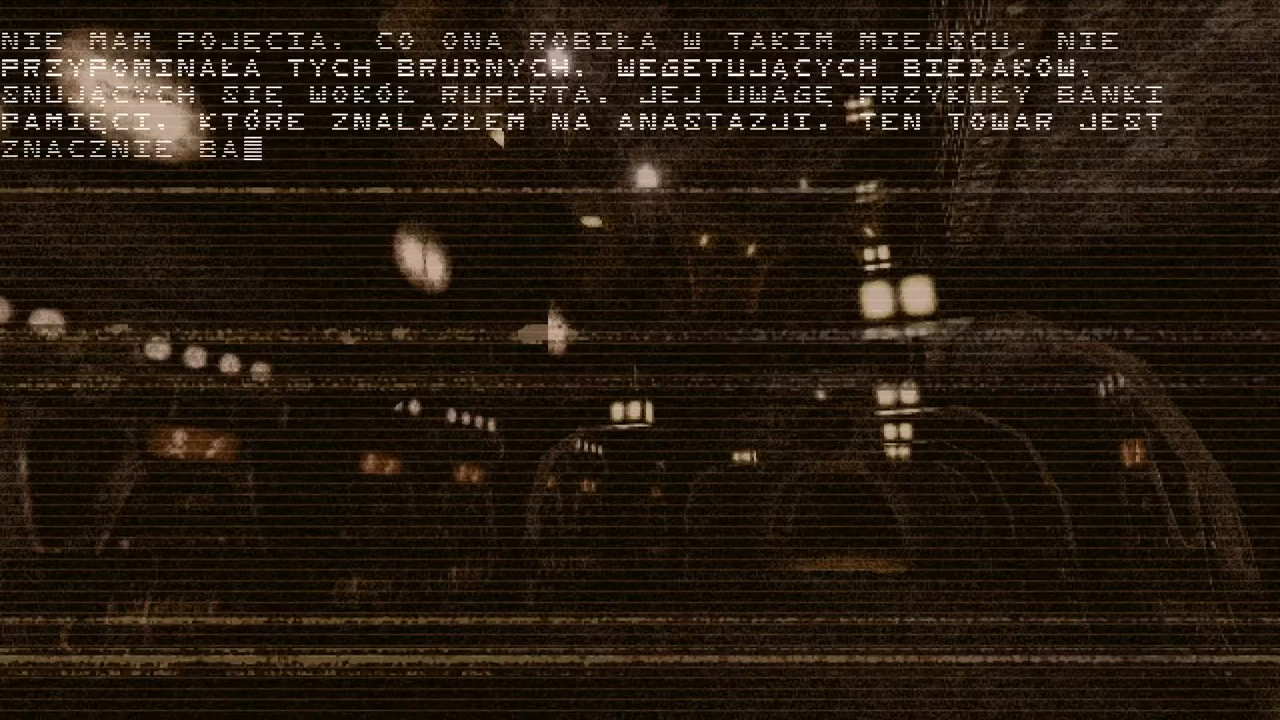 NIE MAM POJĘCIA, CO ONA ROBIŁA W TAKIM MIEJSCU. NIE
PRZYPOMINAŁA TYCH BRUDNYCH, WEGETUJĄCYCH BIEDAKÓW,
SNUJĄCYCH SIĘ WOKÓŁ RUPERTA. JEJ UWAGĘ PRZYKUŁY BANKI
PAMIĘCI, KTÓRE ZNALAZŁEM NA ANASTAZJI. TEN TOWAR JEST
ZNACZNIE BA